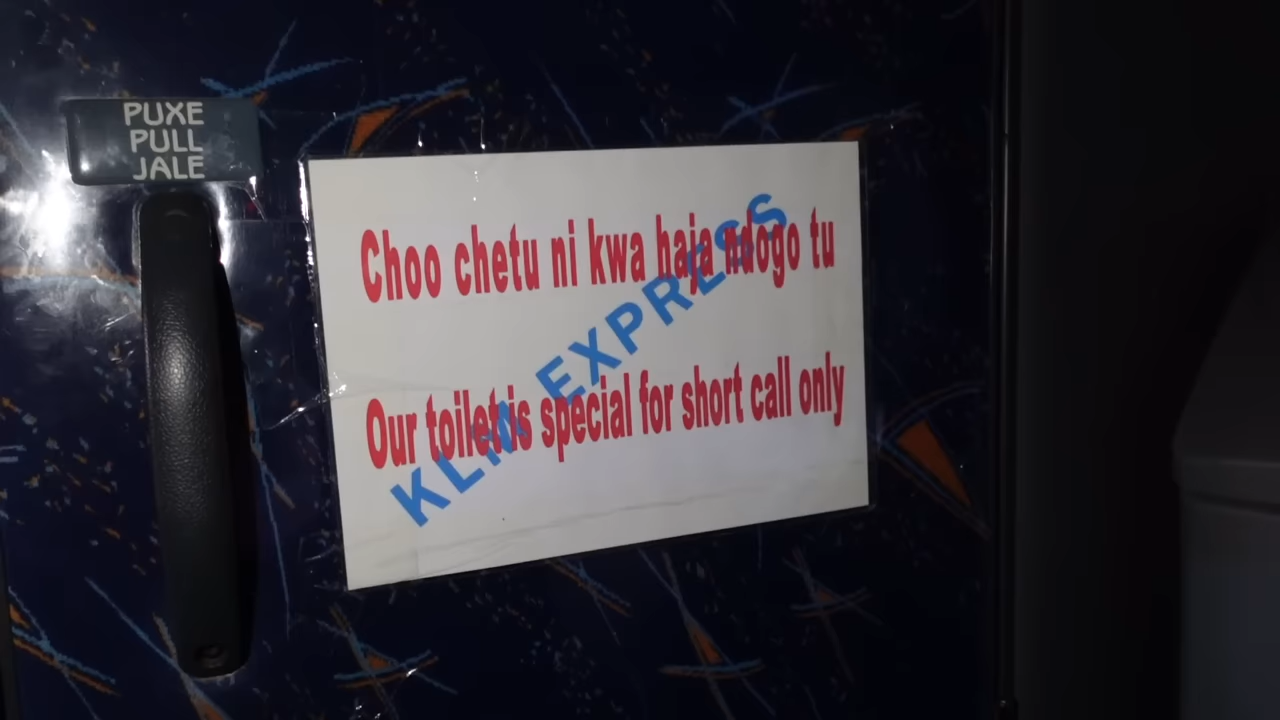 PUXE
PULL
JALE
Choo chetu ni kwa haja ndogo tu
Our toilet is special for short call only
KLM EXPRESS